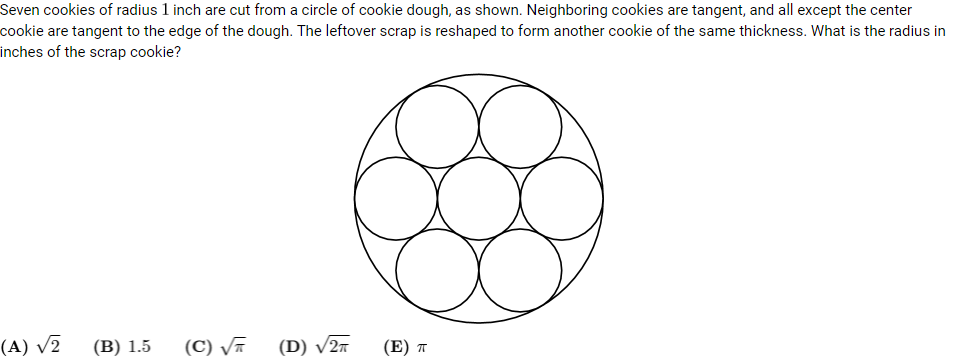 Seven cookies of radius 1 inch are cut from a circle of cookie dough, as shown. Neighboring cookies are tangent, and all except the center
cookie are tangent to the edge of the dough. The leftover scrap is reshaped to form another cookie of the same thickness. What is the radius in
inches of the scrap cookie?
(A) √2 (B) 1.5 (C) √π (D) √2π (E) π